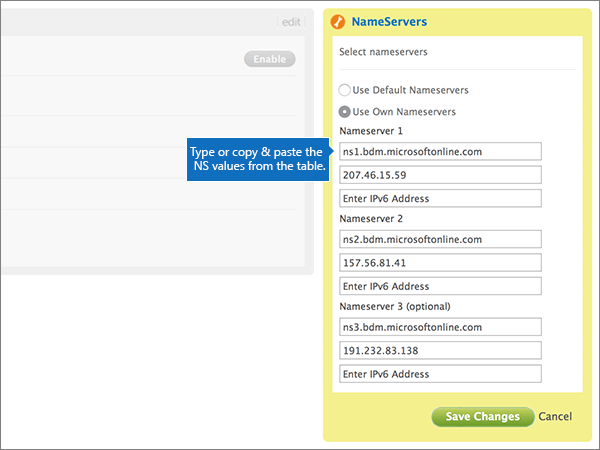 edit
Enable
NameServers
Select nameservers
Use Default Nameservers
Use Own Nameservers
Nameserver 1
Type or copy & paste the
NS values from the table.
ns1.bdm.microsoftonline.com
207.46.15.59
Enter IPv6 Address
Nameserver 2
ns2.bdm.microsoftonline.com
157.56.81.41
Enter IPv6 Address
Nameserver 3 (optional)
ns3.bdm.microsoftonline.com
191.232.83.138
Enter IPv6 Address
Save Changes
Cancel